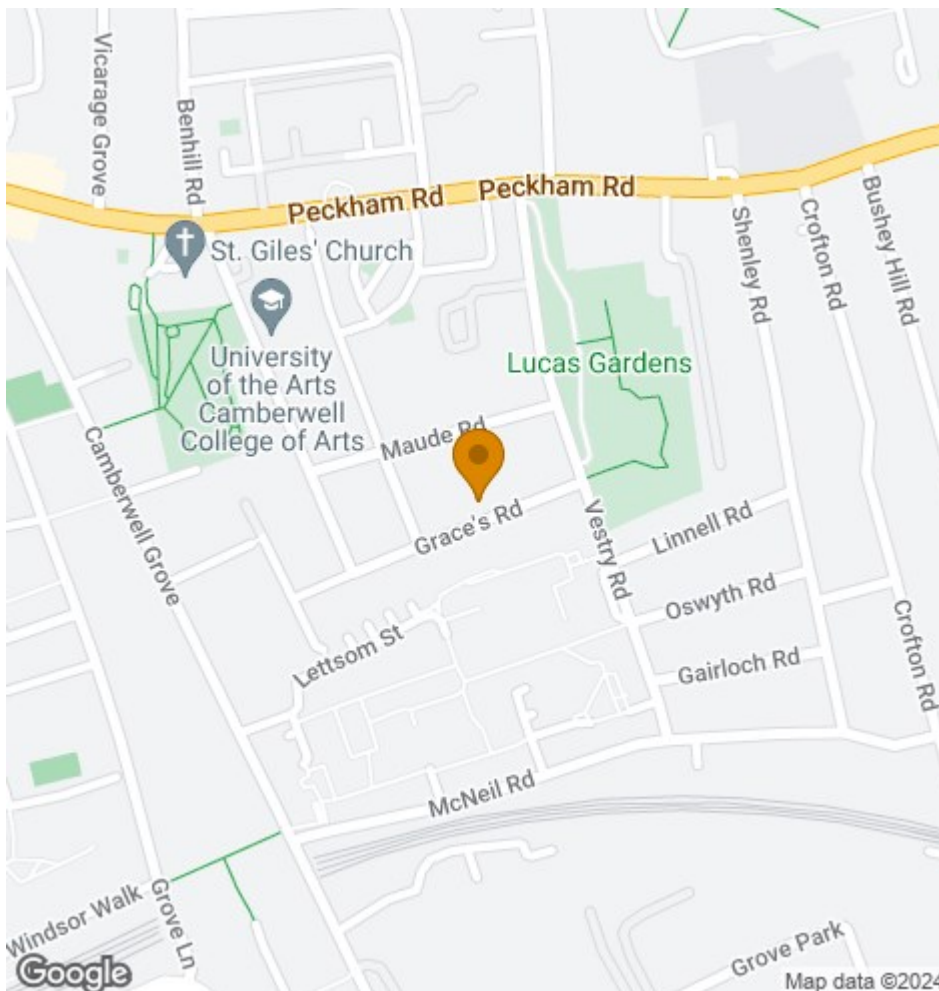 Vicarage Grove
Benhill Rd
Peckham Rd
Peckham Rd
Bushey Hill Rd
Crofton Rd
Shenley Rd
St. Giles' Church
University
of the Arts
Camberwell
College of Arts
Lucas Gardens
Maude Rd
Camberwell Grove
Grace's Rd
Vestry Rd
Linnell Rd
Oswyth Rd
Lettsom St
Gairloch Rd
Crofton Rd
McNeil Rd
Windsor Walk
Grove Ln
Grove Park
Google
Map data ©2024